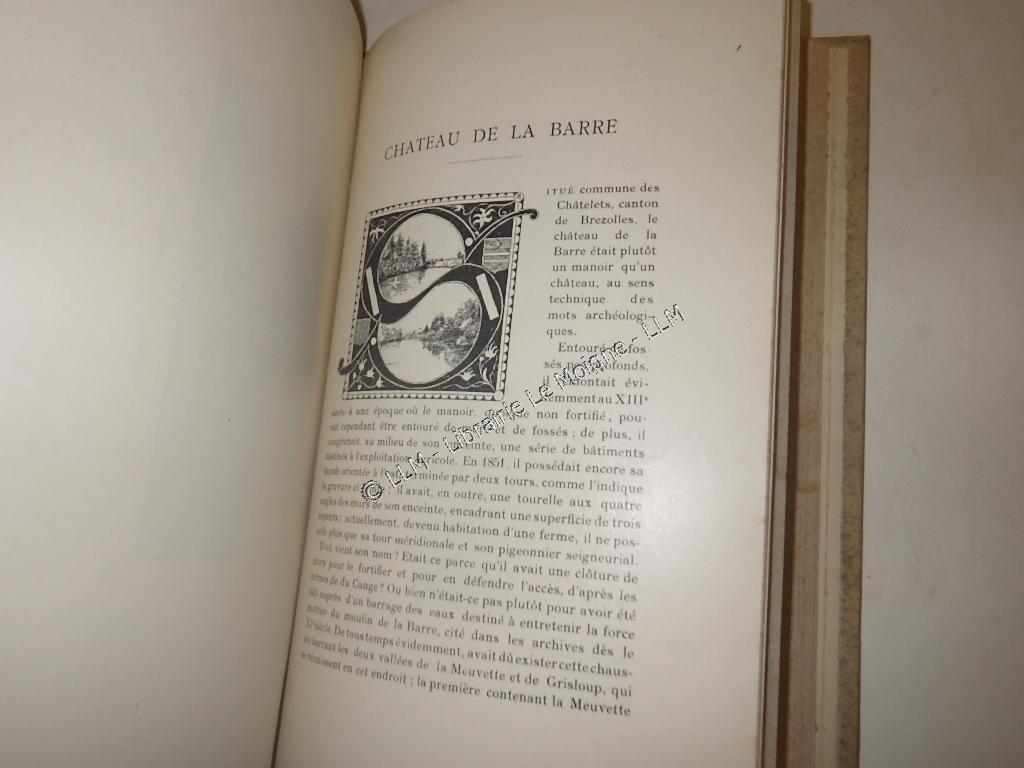 CHATEAU DE LA BARRE
SITUÉ commune des
Châtelets, canton
de Brezolles, le
château de la
Barre était plutôt
un manoir qu'un
château, au sens
technique des
mots archéologi-
ques.
Entouré de fos-
sés peu profonds,
il remontait évi-
demment au XIIIe
siècle, à une époque où le manoir, quoique non fortifié, pou-
vait cependant être entouré de murs et de fossés ; de plus, il
comprenait, au milieu de son enceinte, une série de bâtiments
destinés à l'exploitation agricole. En 1851, il possédait encore sa
façade orientée à l'est, terminée par deux tours, comme l'indique
la gravure ; il avait, en outre, une tourelle aux quatre
angles des murs de son enceinte, encadrant une superficie de trois
arpents ; actuellement, devenu habitation d'une ferme, il ne pos-
sède plus que sa tour méridionale et son pigeonnier seigneurial.
D'où vient son nom ? Etait-ce parce qu'il avait une clôture de
murs pour le fortifier et pour en défendre l'accès, d'après les
termes de du Cange ? Ou bien n'était-ce pas plutôt pour avoir été
bâti auprès d'un barrage des eaux destiné à entretenir la force
motrice du moulin de la Barre, cité dans les archives dès le
XIe siècle. De tous temps évidemment, avait dû exister cette chaus-
sée barrant les deux vallées de la Meuvette et de Grisloup, qui
se réunissent en cet endroit ; la première contenant la Meuvette
© LLM - Librairie Le Moigne - LLM